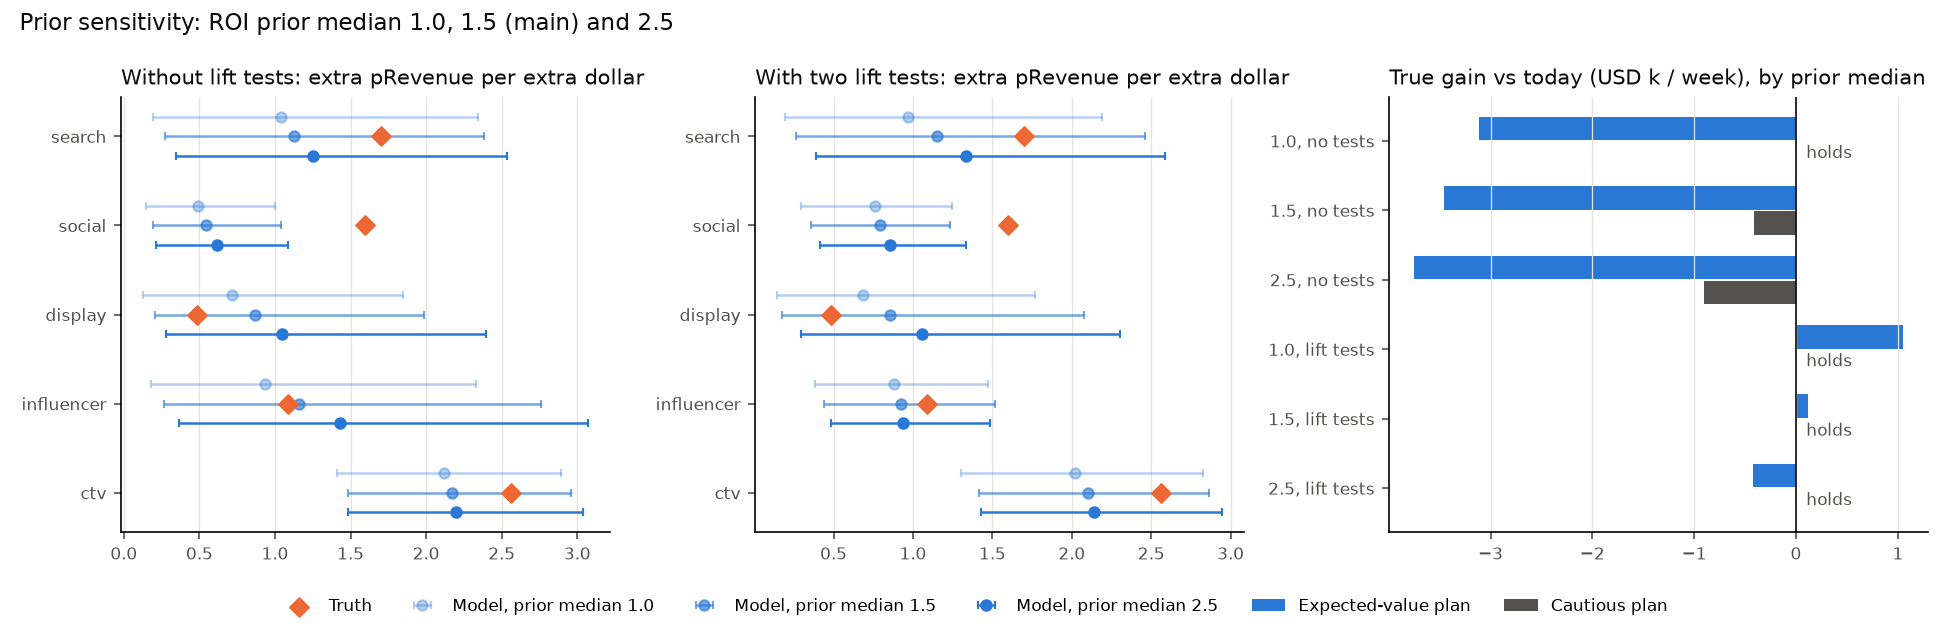 Prior sensitivity: ROI prior median 1.0, 1.5 (main) and 2.5
Without lift tests: extra pRevenue per extra dollar
search
social
display
influencer
ctv
0.0 0.5 1.0 1.5 2.0 2.5 3.0
With two lift tests: extra pRevenue per extra dollar
search
social
display
influencer
ctv
0.5 1.0 1.5 2.0 2.5 3.0
True gain vs today (USD k / week), by prior median
1.0, no tests
holds
1.5, no tests
2.5, no tests
1.0, lift tests
holds
1.5, lift tests
holds
2.5, lift tests
holds
−3 −2 −1 0 1
Truth Model, prior median 1.0 Model, prior median 1.5 Model, prior median 2.5 Expected-value plan Cautious plan